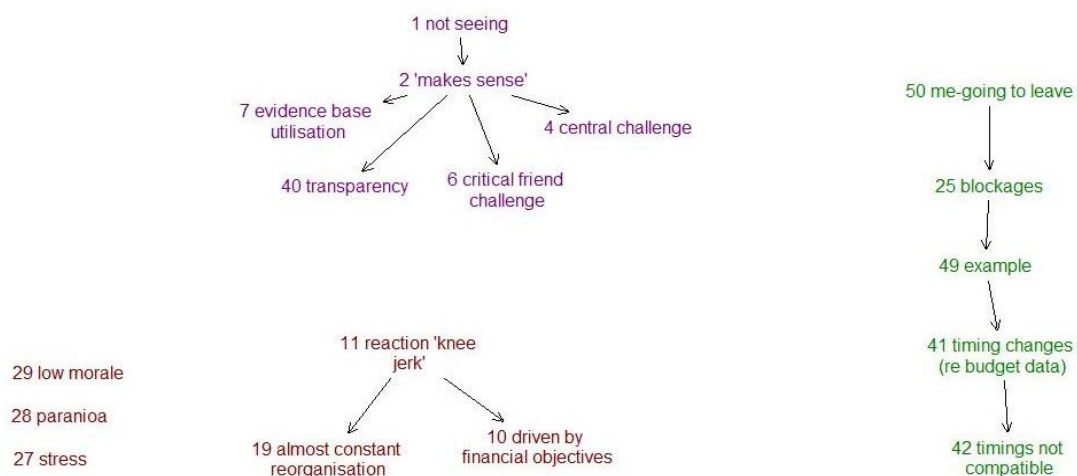 1 not seeing
2 'makes sense'
7 evidence base
utilisation
4 central challenge
40 transparency
6 critical friend
challenge
50 me-going to leave
25 blockages
49 example
41 timing changes
(re budget data)
42 timings not
compatible
11 reaction 'knee
jerk'
19 almost constant
reorganisation
10 driven by
financial objectives
29 low morale
28 paranioa
27 stress